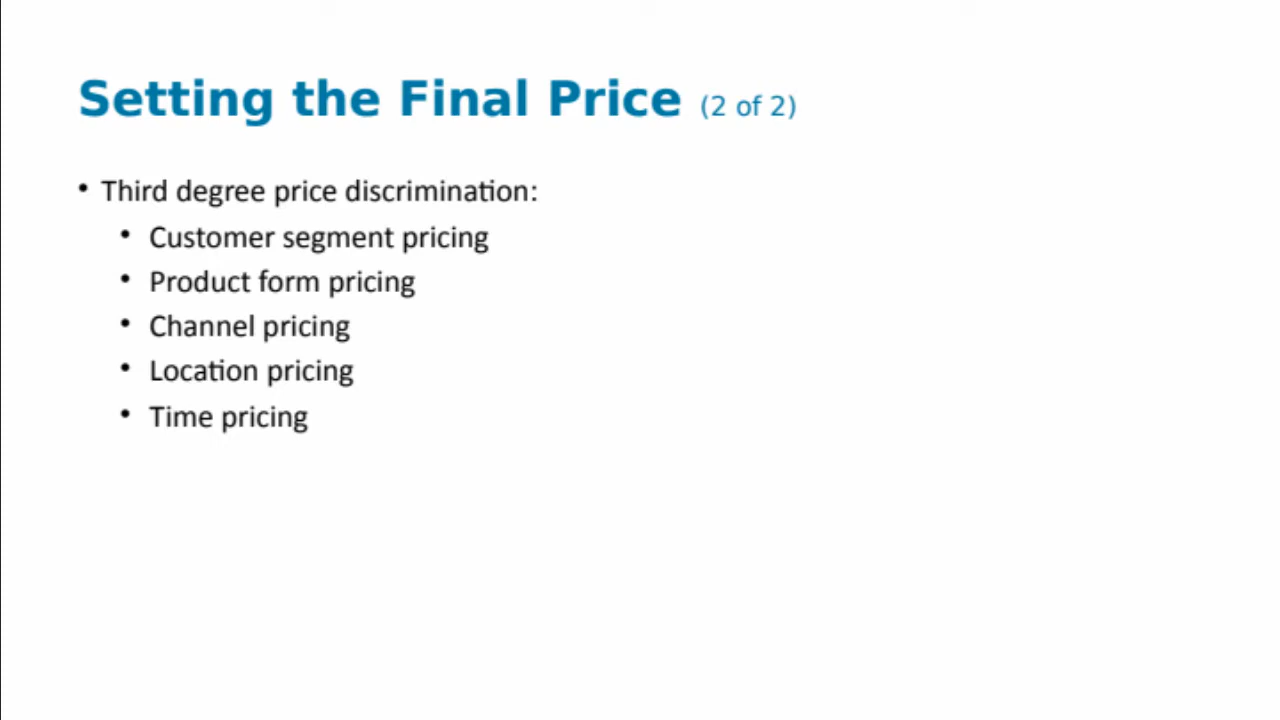 Setting the Final Price (2 of 2)
• Third degree price discrimination:
• Customer segment pricing
• Product form pricing
• Channel pricing
• Location pricing
• Time pricing